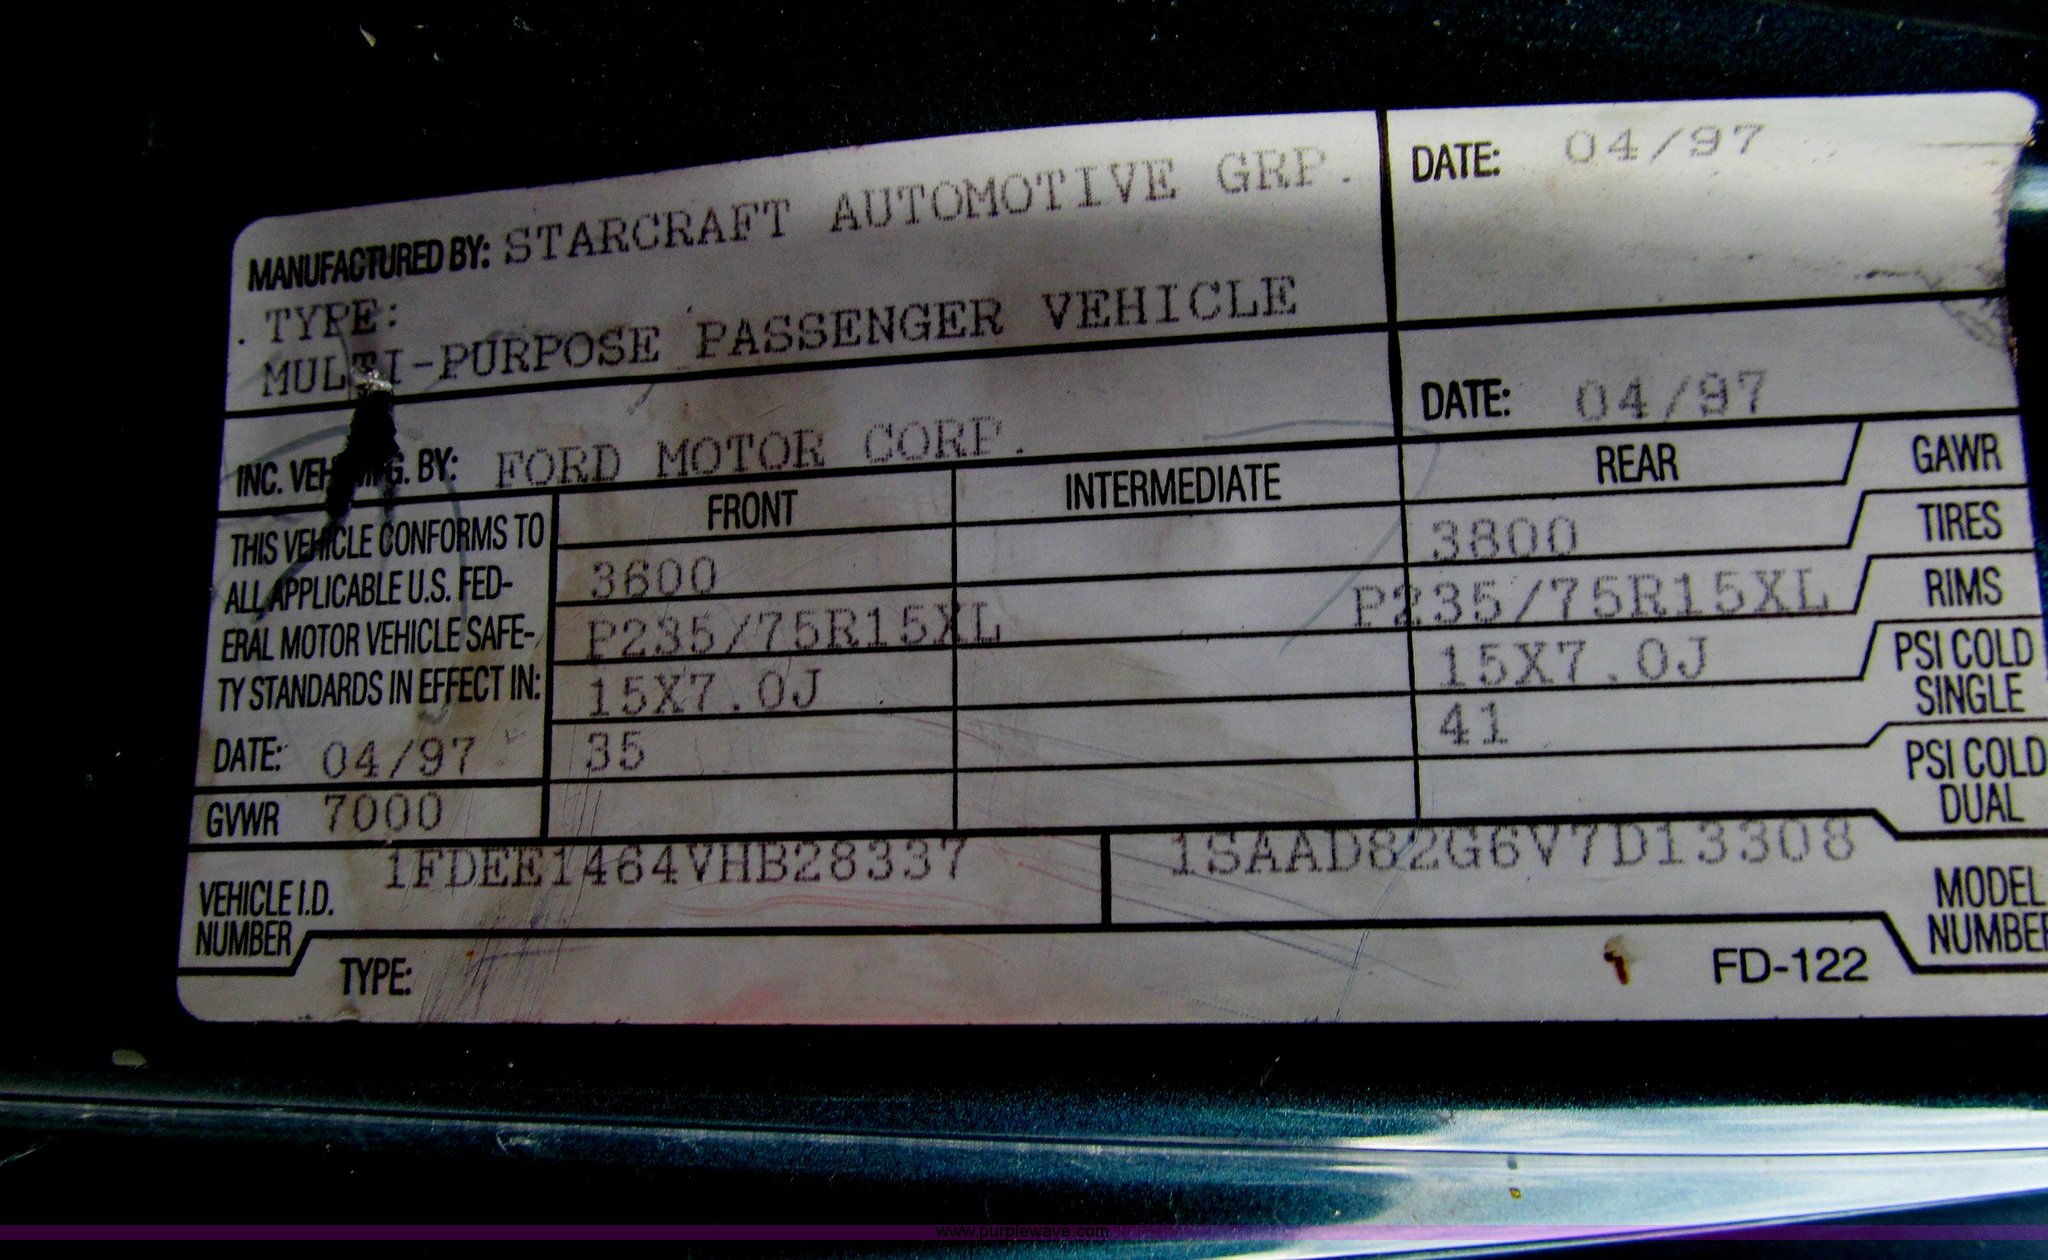 MANUFACTURED BY: STARCRAFT AUTOMOTIVE GRP.
DATE: 04/97
TYPE:
MULTI-PURPOSE PASSENGER VEHICLE
INC. VEH. MFG. BY: FORD MOTOR CORP.
DATE: 04/97
FRONT INTERMEDIATE REAR GAWR
THIS VEHICLE CONFORMS TO
ALL APPLICABLE U.S. FED-
ERAL MOTOR VEHICLE SAFE-
TY STANDARDS IN EFFECT IN:
DATE: 04/97
GVWR 7000
3600 3800 TIRES
P235/75R15XL P235/75R15XL RIMS
15X7.0J 15X7.0J PSI COLD
SINGLE
35 41
PSI COLD
DUAL
VEHICLE I.D.
NUMBER
1FDEE1464VHB28337 1SAAD82G6V7D13308
MODEL
NUMBER
TYPE: FD-122
www.purplewave.com